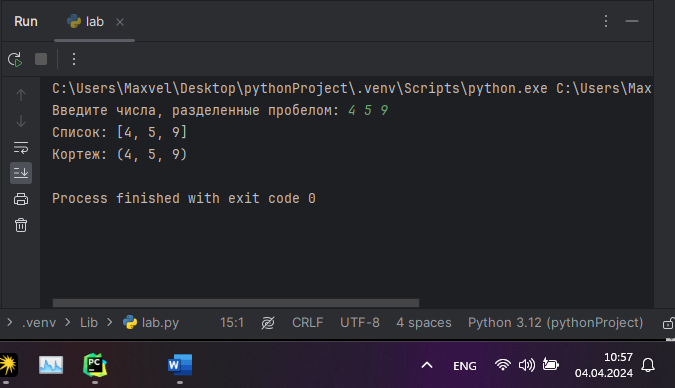 Run lab
C:\Users\Maxvel\Desktop\pythonProject\.venv\Scripts\python.exe C:\Users\Max
Введите числа, разделенные пробелом: 4 5 9
Список: [4, 5, 9]
Кортеж: (4, 5, 9)
Process finished with exit code 0
.venv > Lib > lab.py 15:1 CRLF UTF-8 4 spaces Python 3.12 (pythonProject)
PC W ENG 10:57
04.04.2024